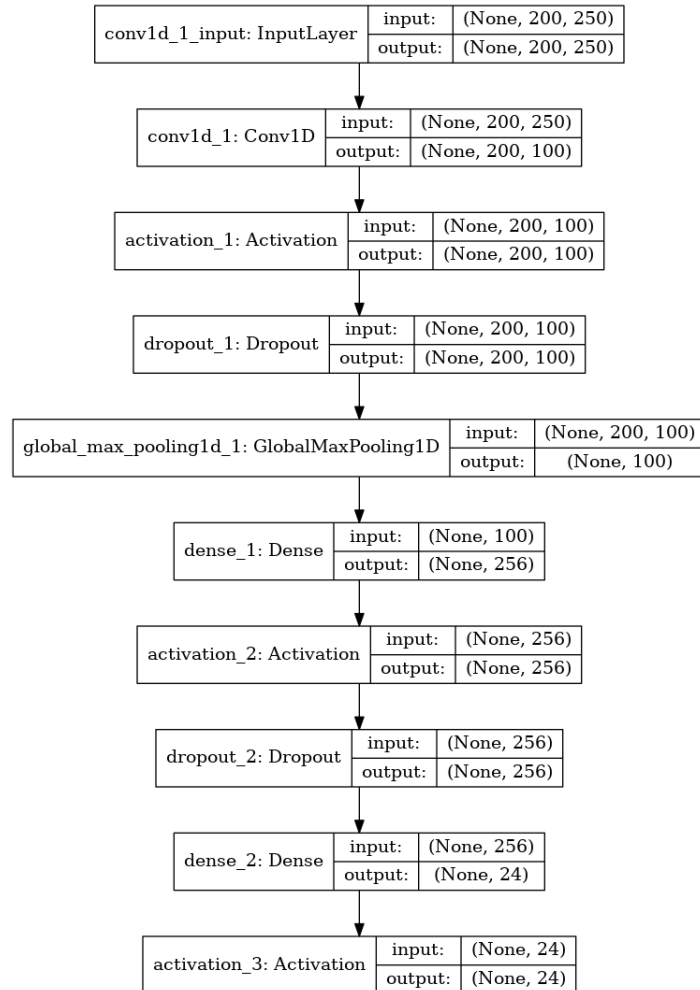 conv1d_1_input: InputLayer
input: (None, 200, 250)
output: (None, 200, 250)
conv1d_1: Conv1D
input: (None, 200, 250)
output: (None, 200, 100)
activation_1: Activation
input: (None, 200, 100)
output: (None, 200, 100)
dropout_1: Dropout
input: (None, 200, 100)
output: (None, 200, 100)
global_max_pooling1d_1: GlobalMaxPooling1D
input: (None, 200, 100)
output: (None, 100)
dense_1: Dense
input: (None, 100)
output: (None, 256)
activation_2: Activation
input: (None, 256)
output: (None, 256)
dropout_2: Dropout
input: (None, 256)
output: (None, 256)
dense_2: Dense
input: (None, 256)
output: (None, 24)
activation_3: Activation
input: (None, 24)
output: (None, 24)